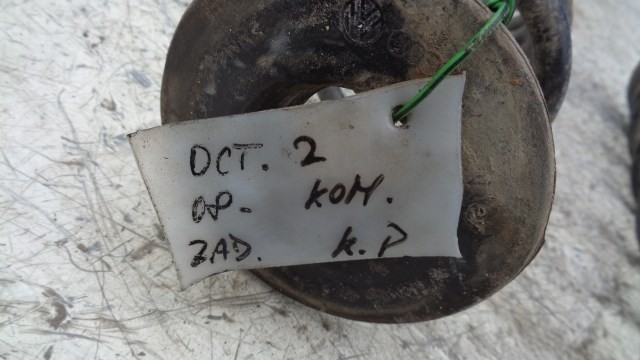 OCT. 2
OP. KOM.
ZAD. K.P